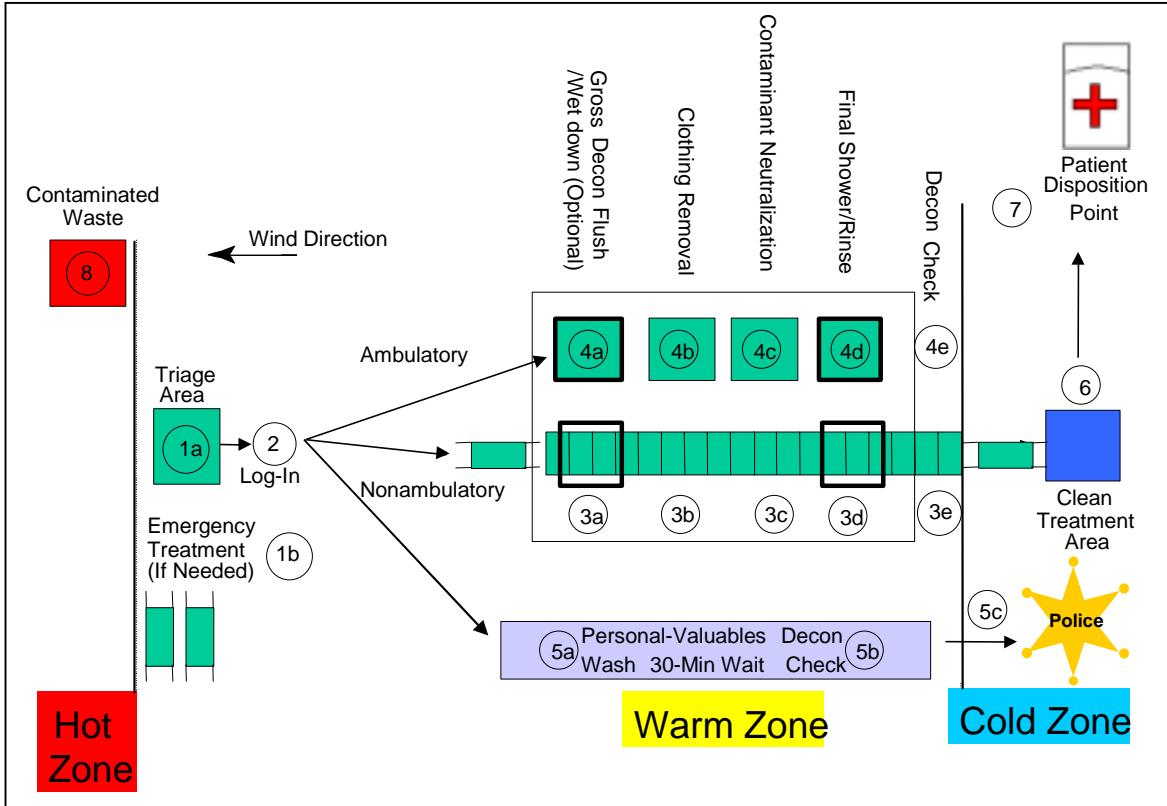 Gross Decon Flush
/Wet down (Optional)
Clothing Removal
Contaminant Neutralization
Final Shower/Rinse
Decon Check
Patient
Disposition
Point
7
Contaminated
Waste
8
Wind Direction
Ambulatory
4a
4b
4c
4d
4e
Triage
Area
1a
2
Log-In
Nonambulatory
3a
3b
3c
3d
3e
6
Clean
Treatment
Area
Emergency
Treatment
(If Needed)
1b
5a
Personal-Valuables Decon
Wash 30-Min Wait Check
5b
5c
Police
Hot
Zone
Warm Zone
Cold Zone